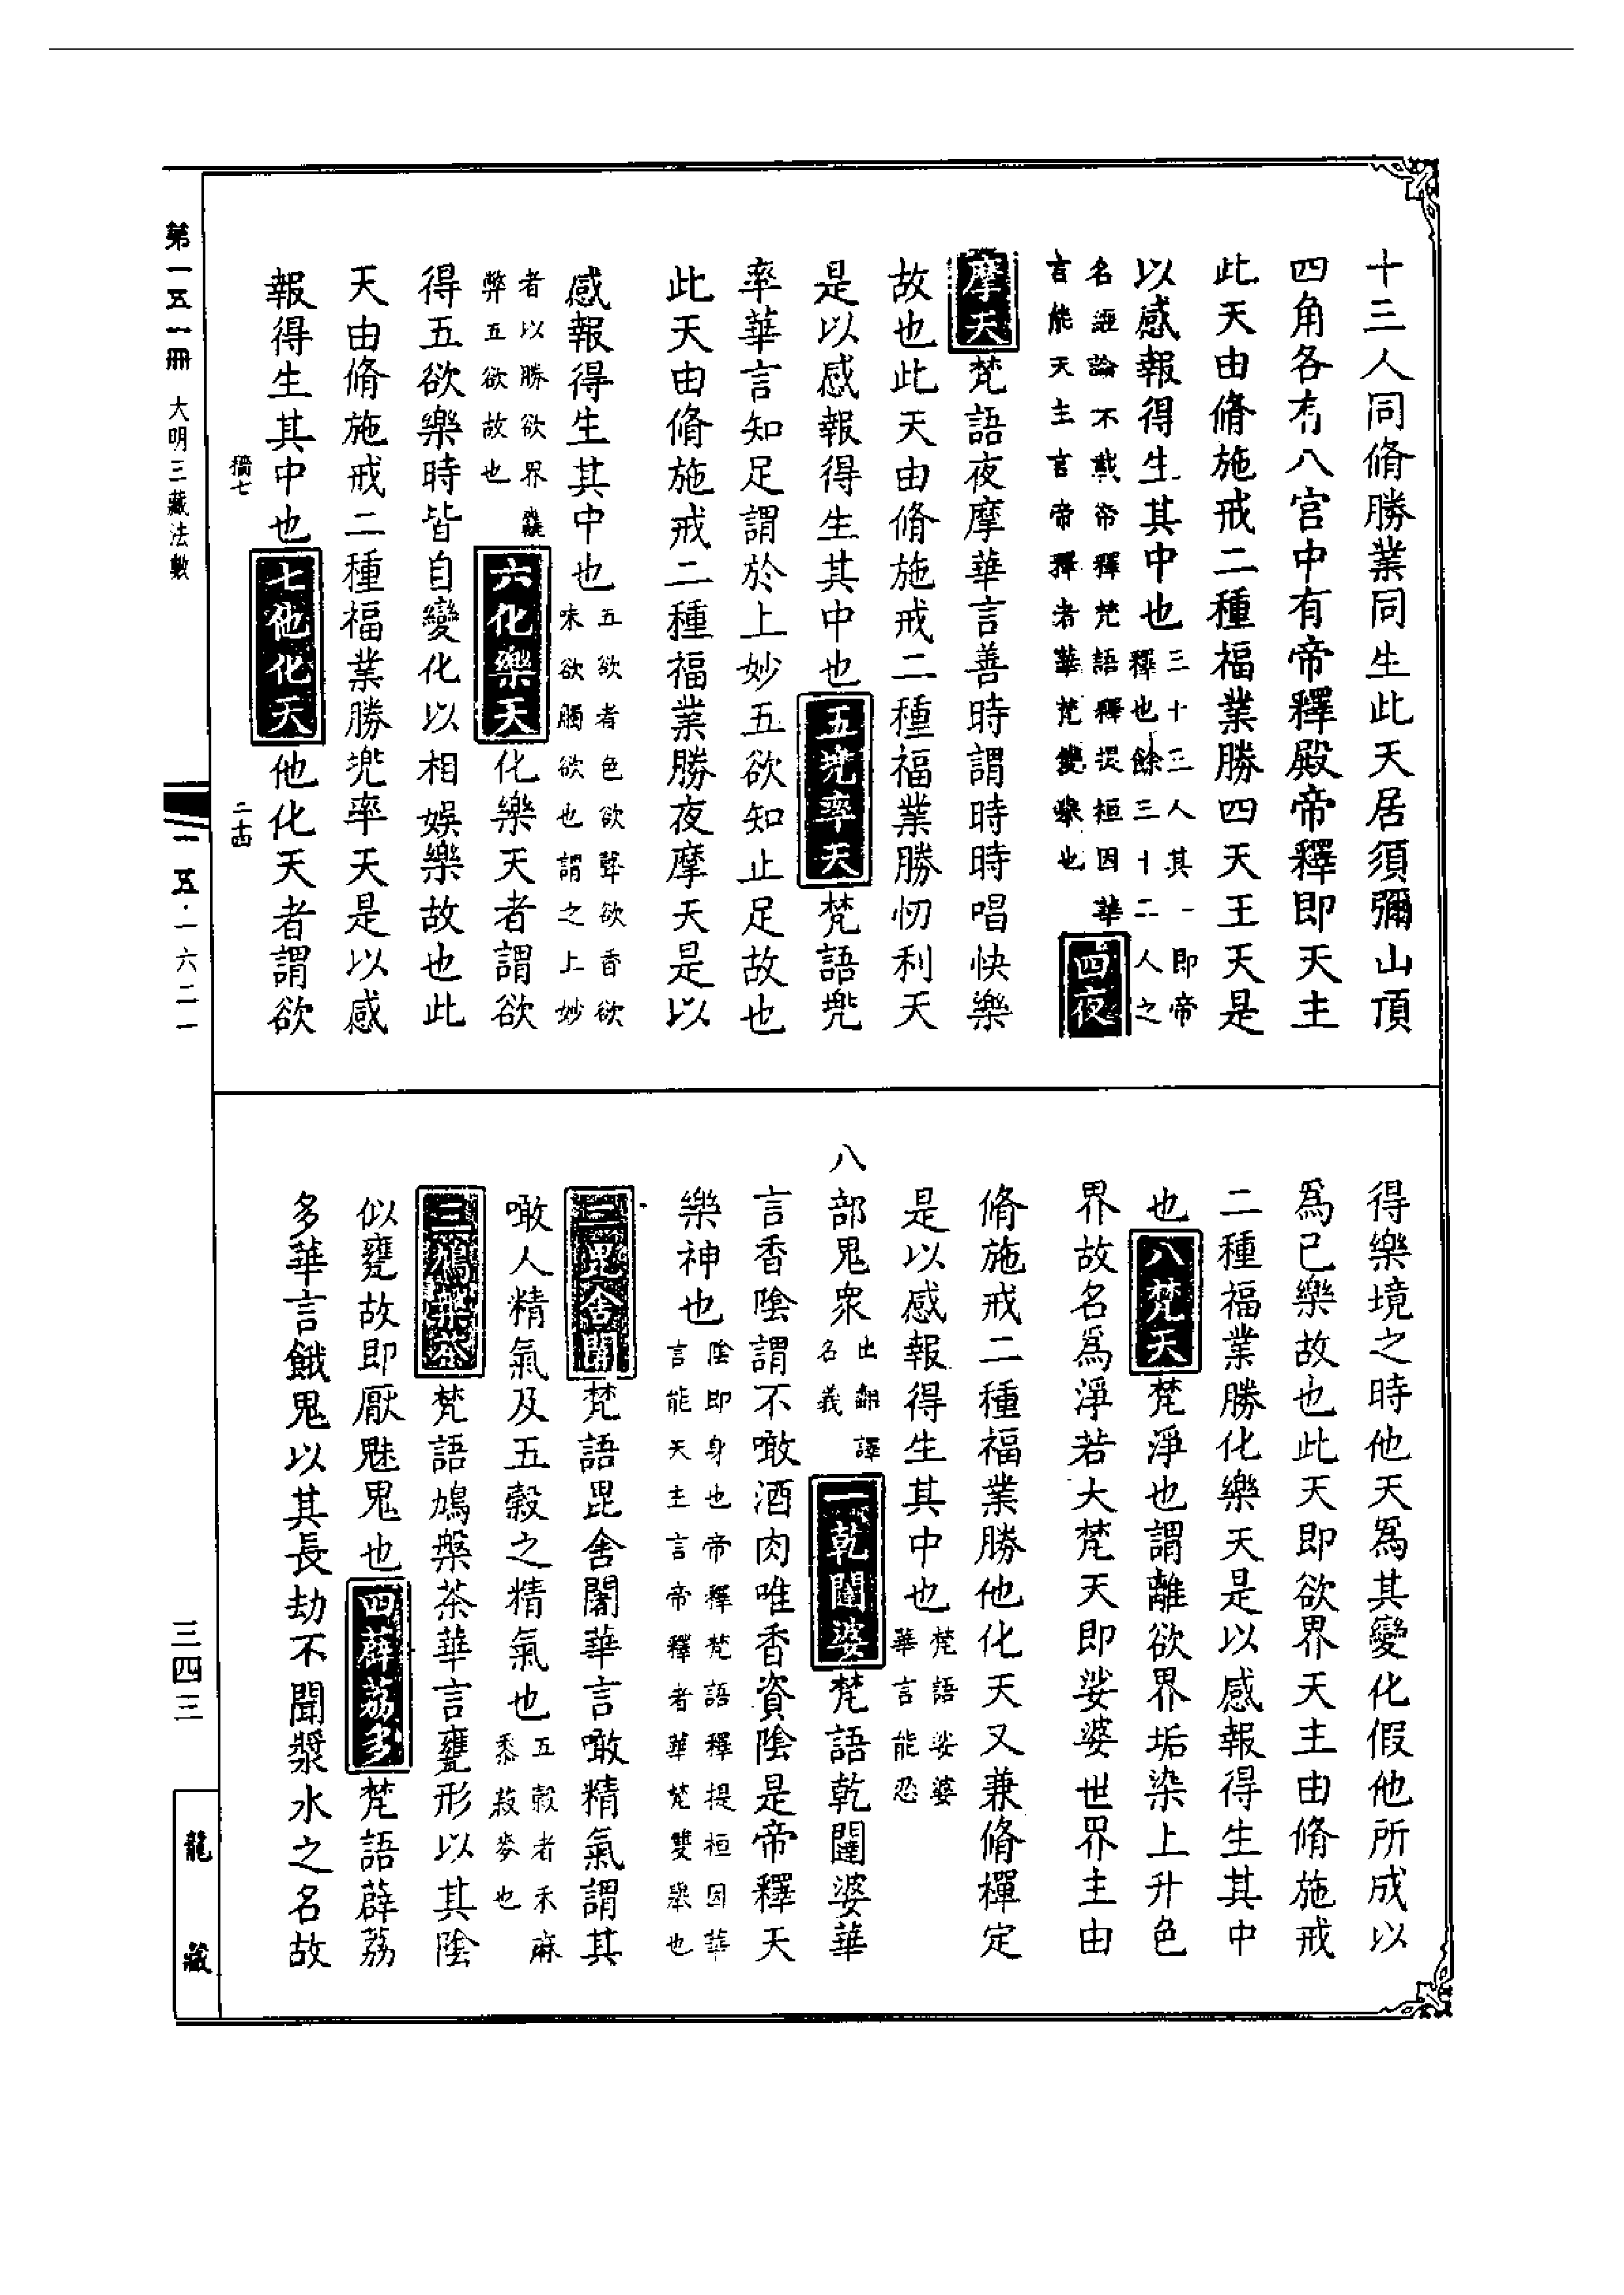 十三人同脩勝業同生此天居須彌山頂
四角各有八宫中有帝釋殿帝釋即天主
此天由脩施戒二種福業勝四天王天是
以感報得生其中也三十三人其一即帝
釋也餘三十二人之
名經論不載帝釋梵語釋提桓因華
言能天主言帝釋者華梵雙舉也
四夜
摩天梵語夜摩華言善時謂時時唱快樂
故也此天由脩施戒二種福業勝忉利天
是以感報得生其中也五兜率天梵語兜
率華言知足謂於上妙五欲知止足故也
此天由脩施戒二種福業勝夜摩天是以
感報得生其中也五欲者色欲聲欲香欲
味欲觸欲也謂之上妙
者以勝欲界麤
弊五欲故也
六化樂天化樂天者謂欲
得五欲樂時皆自變化以相娛樂故也此
天由脩施戒二種福業勝兜率天是以感
報得生其中也七他化天他化天者謂欲
得樂境之時他天爲其變化假他所成以
爲已樂故也此天即欲界天主由脩施戒
二種福業勝化樂天是以感報得生其中
也八梵天梵淨也謂離欲界垢染上升色
界故名爲淨若大梵天即娑婆世界主由
脩施戒二種福業勝他化天又兼脩禪定
是以感報得生其中也梵語娑婆
華言能忍
八部鬼衆出翻譯
名義
一乾闥婆梵語乾闥婆華
言香陰謂不噉酒肉唯香資陰是帝釋天
樂神也陰即身也帝釋梵語釋提桓因華
言能天主言帝釋者華梵雙舉也
二毘舍闍梵語毘舍闍華言噉精氣謂其
噉人精氣及五穀之精氣也五穀者禾麻
黍菽麥也
三鳩槃茶梵語鳩槃茶華言甕形以其陰
似甕故即厭魅鬼也四薜荔多梵語薜荔
多華言餓鬼以其長劫不聞漿水之名故
第一五一冊 大明三藏法數
二十四
一一五·一六二一
三四三
龍藏